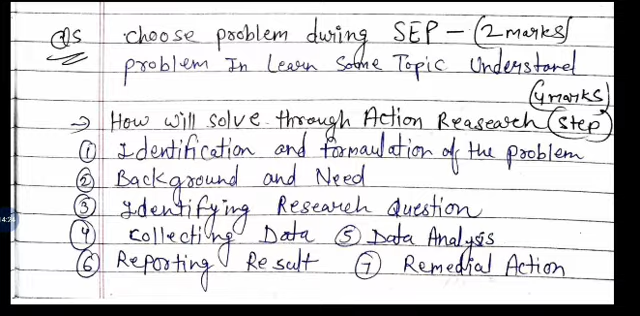 Q5 choose problem during SEP - (2 marks)
problem In Learn Some Topic Understand
(4 marks)
→ How will solve through Action Reasearch (step)
① Identification and formaulation of the problem
② Background and Need
③ Identifying Research Question
④ collecting Data ⑤ Data Analysis
⑥ Reporting Result ⑦ Remedial Action